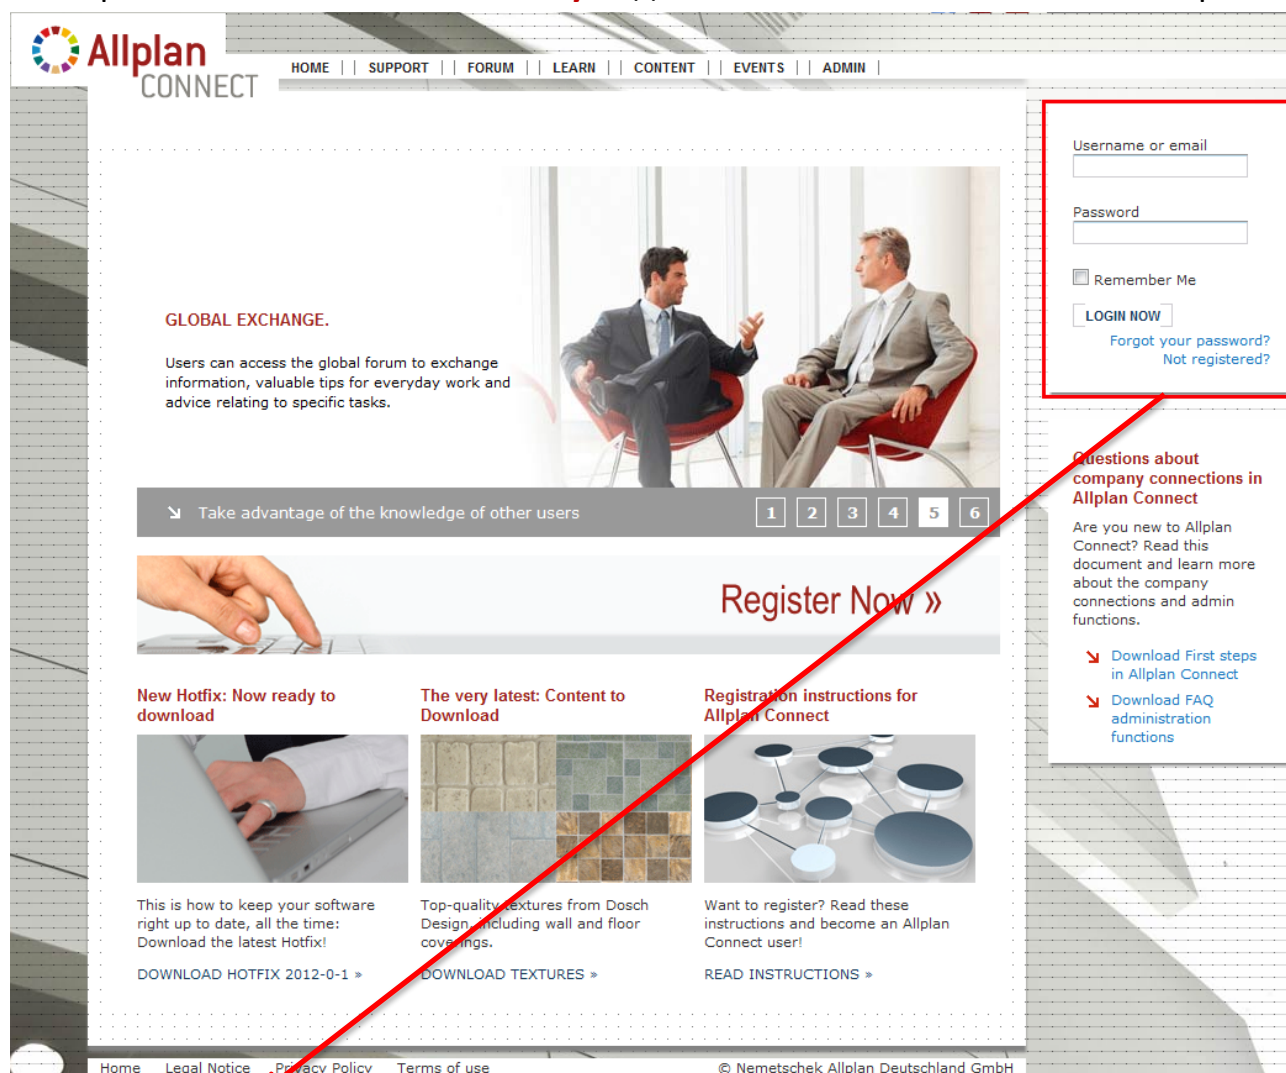 Allplan
CONNECT
HOME | | SUPPORT | | FORUM | | LEARN | | CONTENT | | EVENTS | | ADMIN |
Username or email
Password
Remember Me
LOGIN NOW
Forgot your password?
Not registered?
GLOBAL EXCHANGE.
Users can access the global forum to exchange
information, valuable tips for everyday work and
advice relating to specific tasks.
Take advantage of the knowledge of other users
1 2 3 4 5 6
Register Now »
Questions about
company connections in
Allplan Connect
Are you new to Allplan
Connect? Read this
document and learn more
about the company
connections and admin
functions.
Download First steps
in Allplan Connect
Download FAQ
administration
functions
New Hotfix: Now ready to
download
This is how to keep your software
right up to date, all the time:
Download the latest Hotfix!
DOWNLOAD HOTFIX 2012-0-1 »
The very latest: Content to
Download
Top-quality textures from Dosch
Design, including wall and floor
coverings.
DOWNLOAD TEXTURES »
Registration instructions for
Allplan Connect
Want to register? Read these
instructions and become an Allplan
Connect user!
READ INSTRUCTIONS »
Home Legal Notice Privacy Policy Terms of use
© Nemetschek Allplan Deutschland GmbH